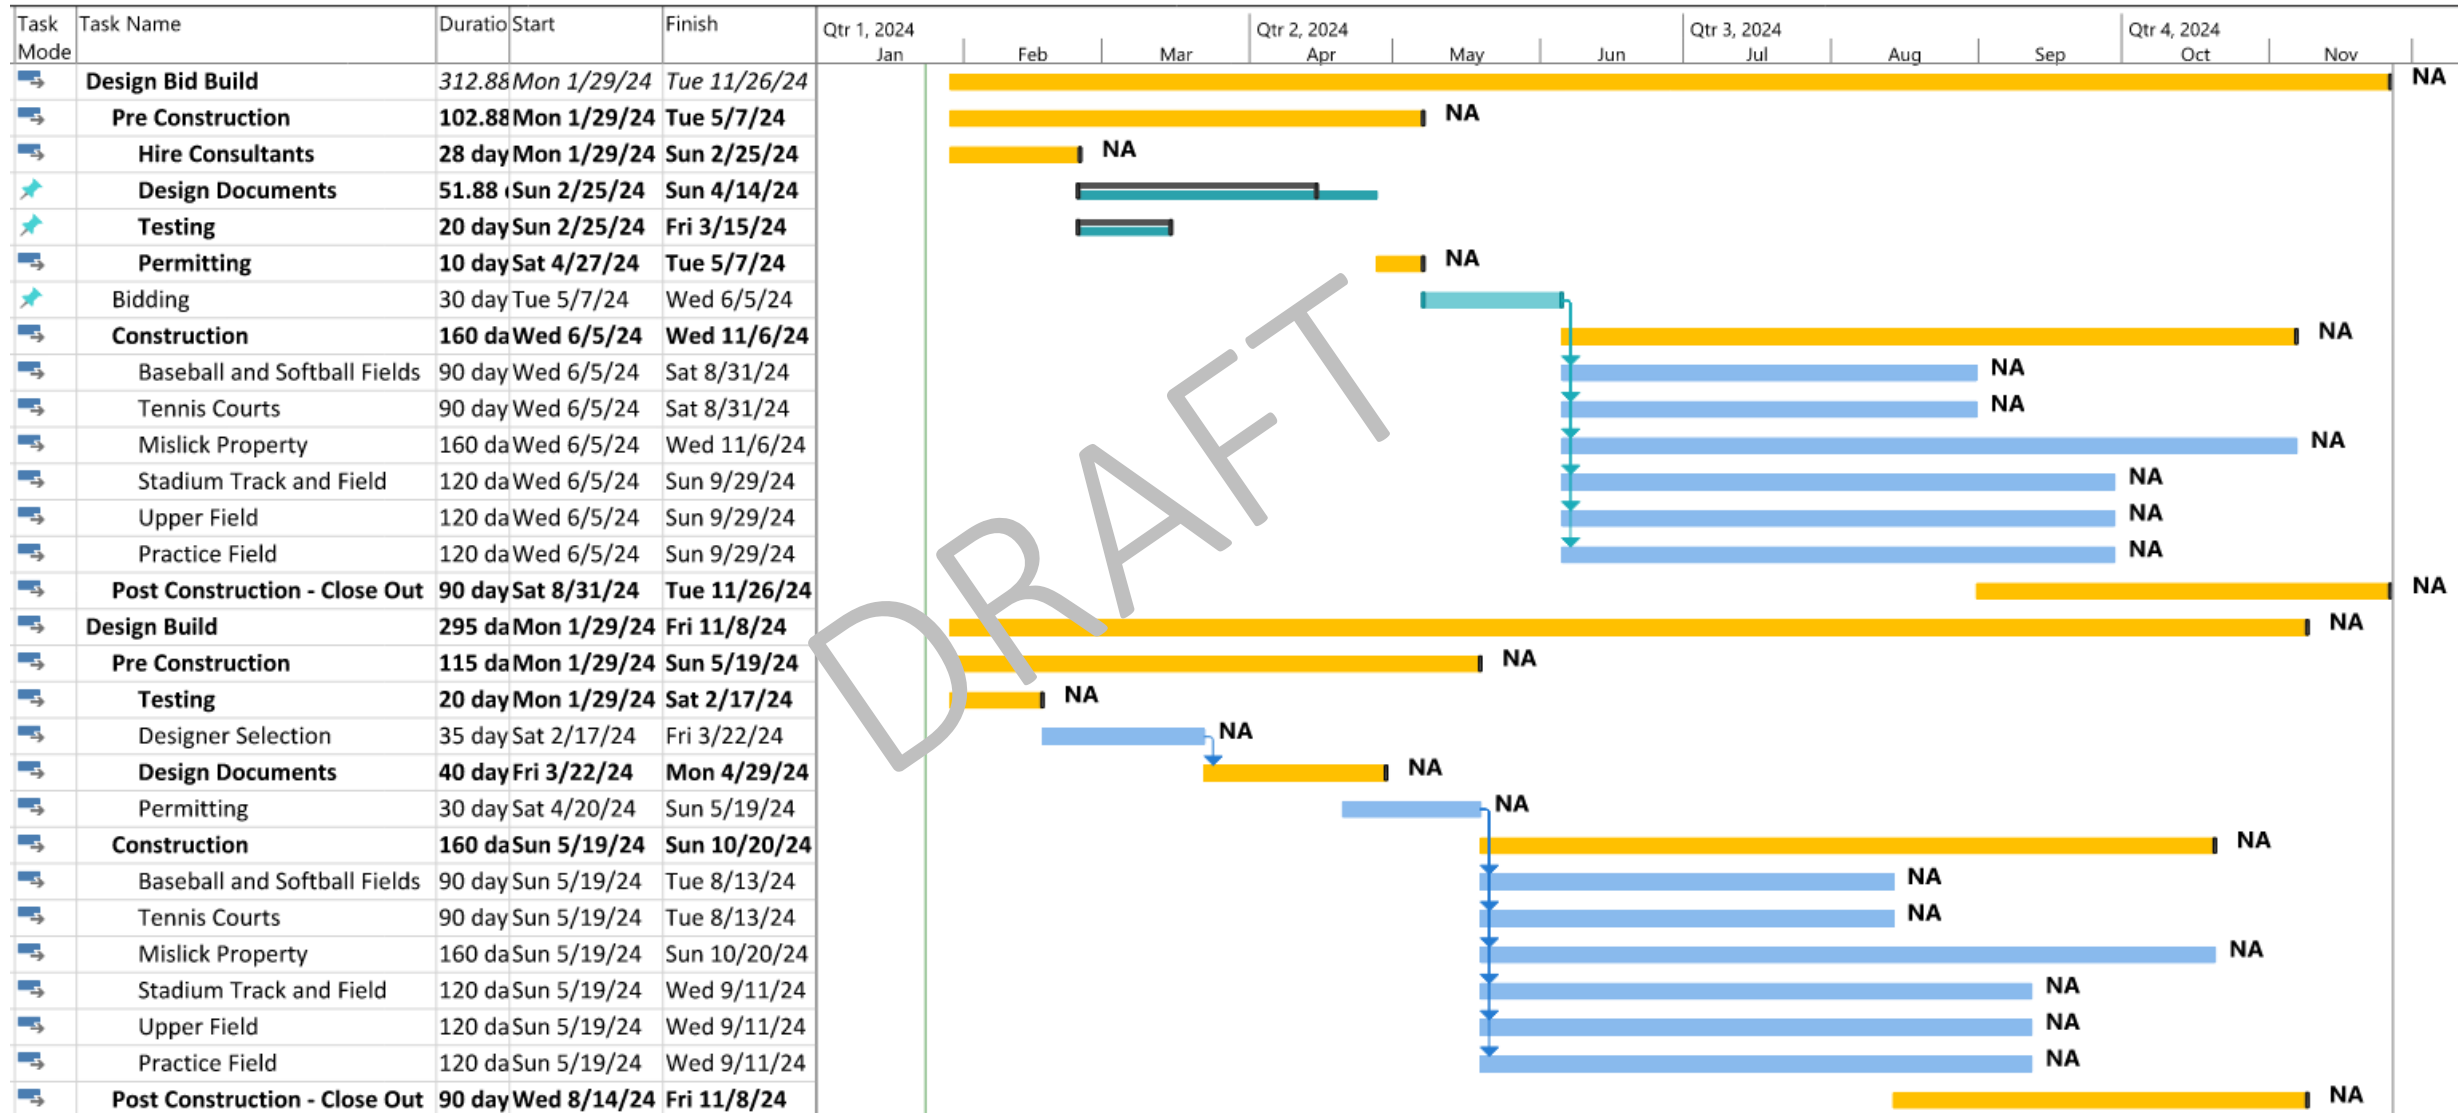 Task Mode Task Name Duratio Start Finish Qtr 1, 2024 Qtr 2, 2024 Qtr 3, 2024 Qtr 4, 2024
Jan Feb Mar Apr May Jun Jul Aug Sep Oct Nov
Design Bid Build 312.88 Mon 1/29/24 Tue 11/26/24 NA
Pre Construction 102.88 Mon 1/29/24 Tue 5/7/24 NA
Hire Consultants 28 day Mon 1/29/24 Sun 2/25/24 NA
Design Documents 51.88 Sun 2/25/24 Sun 4/14/24
Testing 20 day Sun 2/25/24 Fri 3/15/24
Permitting 10 day Sat 4/27/24 Tue 5/7/24 NA
Bidding 30 day Tue 5/7/24 Wed 6/5/24
Construction 160 da Wed 6/5/24 Wed 11/6/24 NA
Baseball and Softball Fields 90 day Wed 6/5/24 Sat 8/31/24 NA
Tennis Courts 90 day Wed 6/5/24 Sat 8/31/24 NA
Mislick Property 160 da Wed 6/5/24 Wed 11/6/24 NA
Stadium Track and Field 120 da Wed 6/5/24 Sun 9/29/24 NA
Upper Field 120 da Wed 6/5/24 Sun 9/29/24 NA
Practice Field 120 da Wed 6/5/24 Sun 9/29/24 NA
Post Construction - Close Out 90 day Sat 8/31/24 Tue 11/26/24 NA
Design Build 295 da Mon 1/29/24 Fri 11/8/24 NA
Pre Construction 115 da Mon 1/29/24 Sun 5/19/24 NA
Testing 20 day Mon 1/29/24 Sat 2/17/24 NA
Designer Selection 35 day Sat 2/17/24 Fri 3/22/24 NA
Design Documents 40 day Fri 3/22/24 Mon 4/29/24 NA
Permitting 30 day Sat 4/20/24 Sun 5/19/24 NA
Construction 160 da Sun 5/19/24 Sun 10/20/24 NA
Baseball and Softball Fields 90 day Sun 5/19/24 Tue 8/13/24 NA
Tennis Courts 90 day Sun 5/19/24 Tue 8/13/24 NA
Mislick Property 160 da Sun 5/19/24 Sun 10/20/24 NA
Stadium Track and Field 120 da Sun 5/19/24 Wed 9/11/24 NA
Upper Field 120 da Sun 5/19/24 Wed 9/11/24 NA
Practice Field 120 da Sun 5/19/24 Wed 9/11/24 NA
Post Construction - Close Out 90 day Wed 8/14/24 Fri 11/8/24 NA
DRAFT